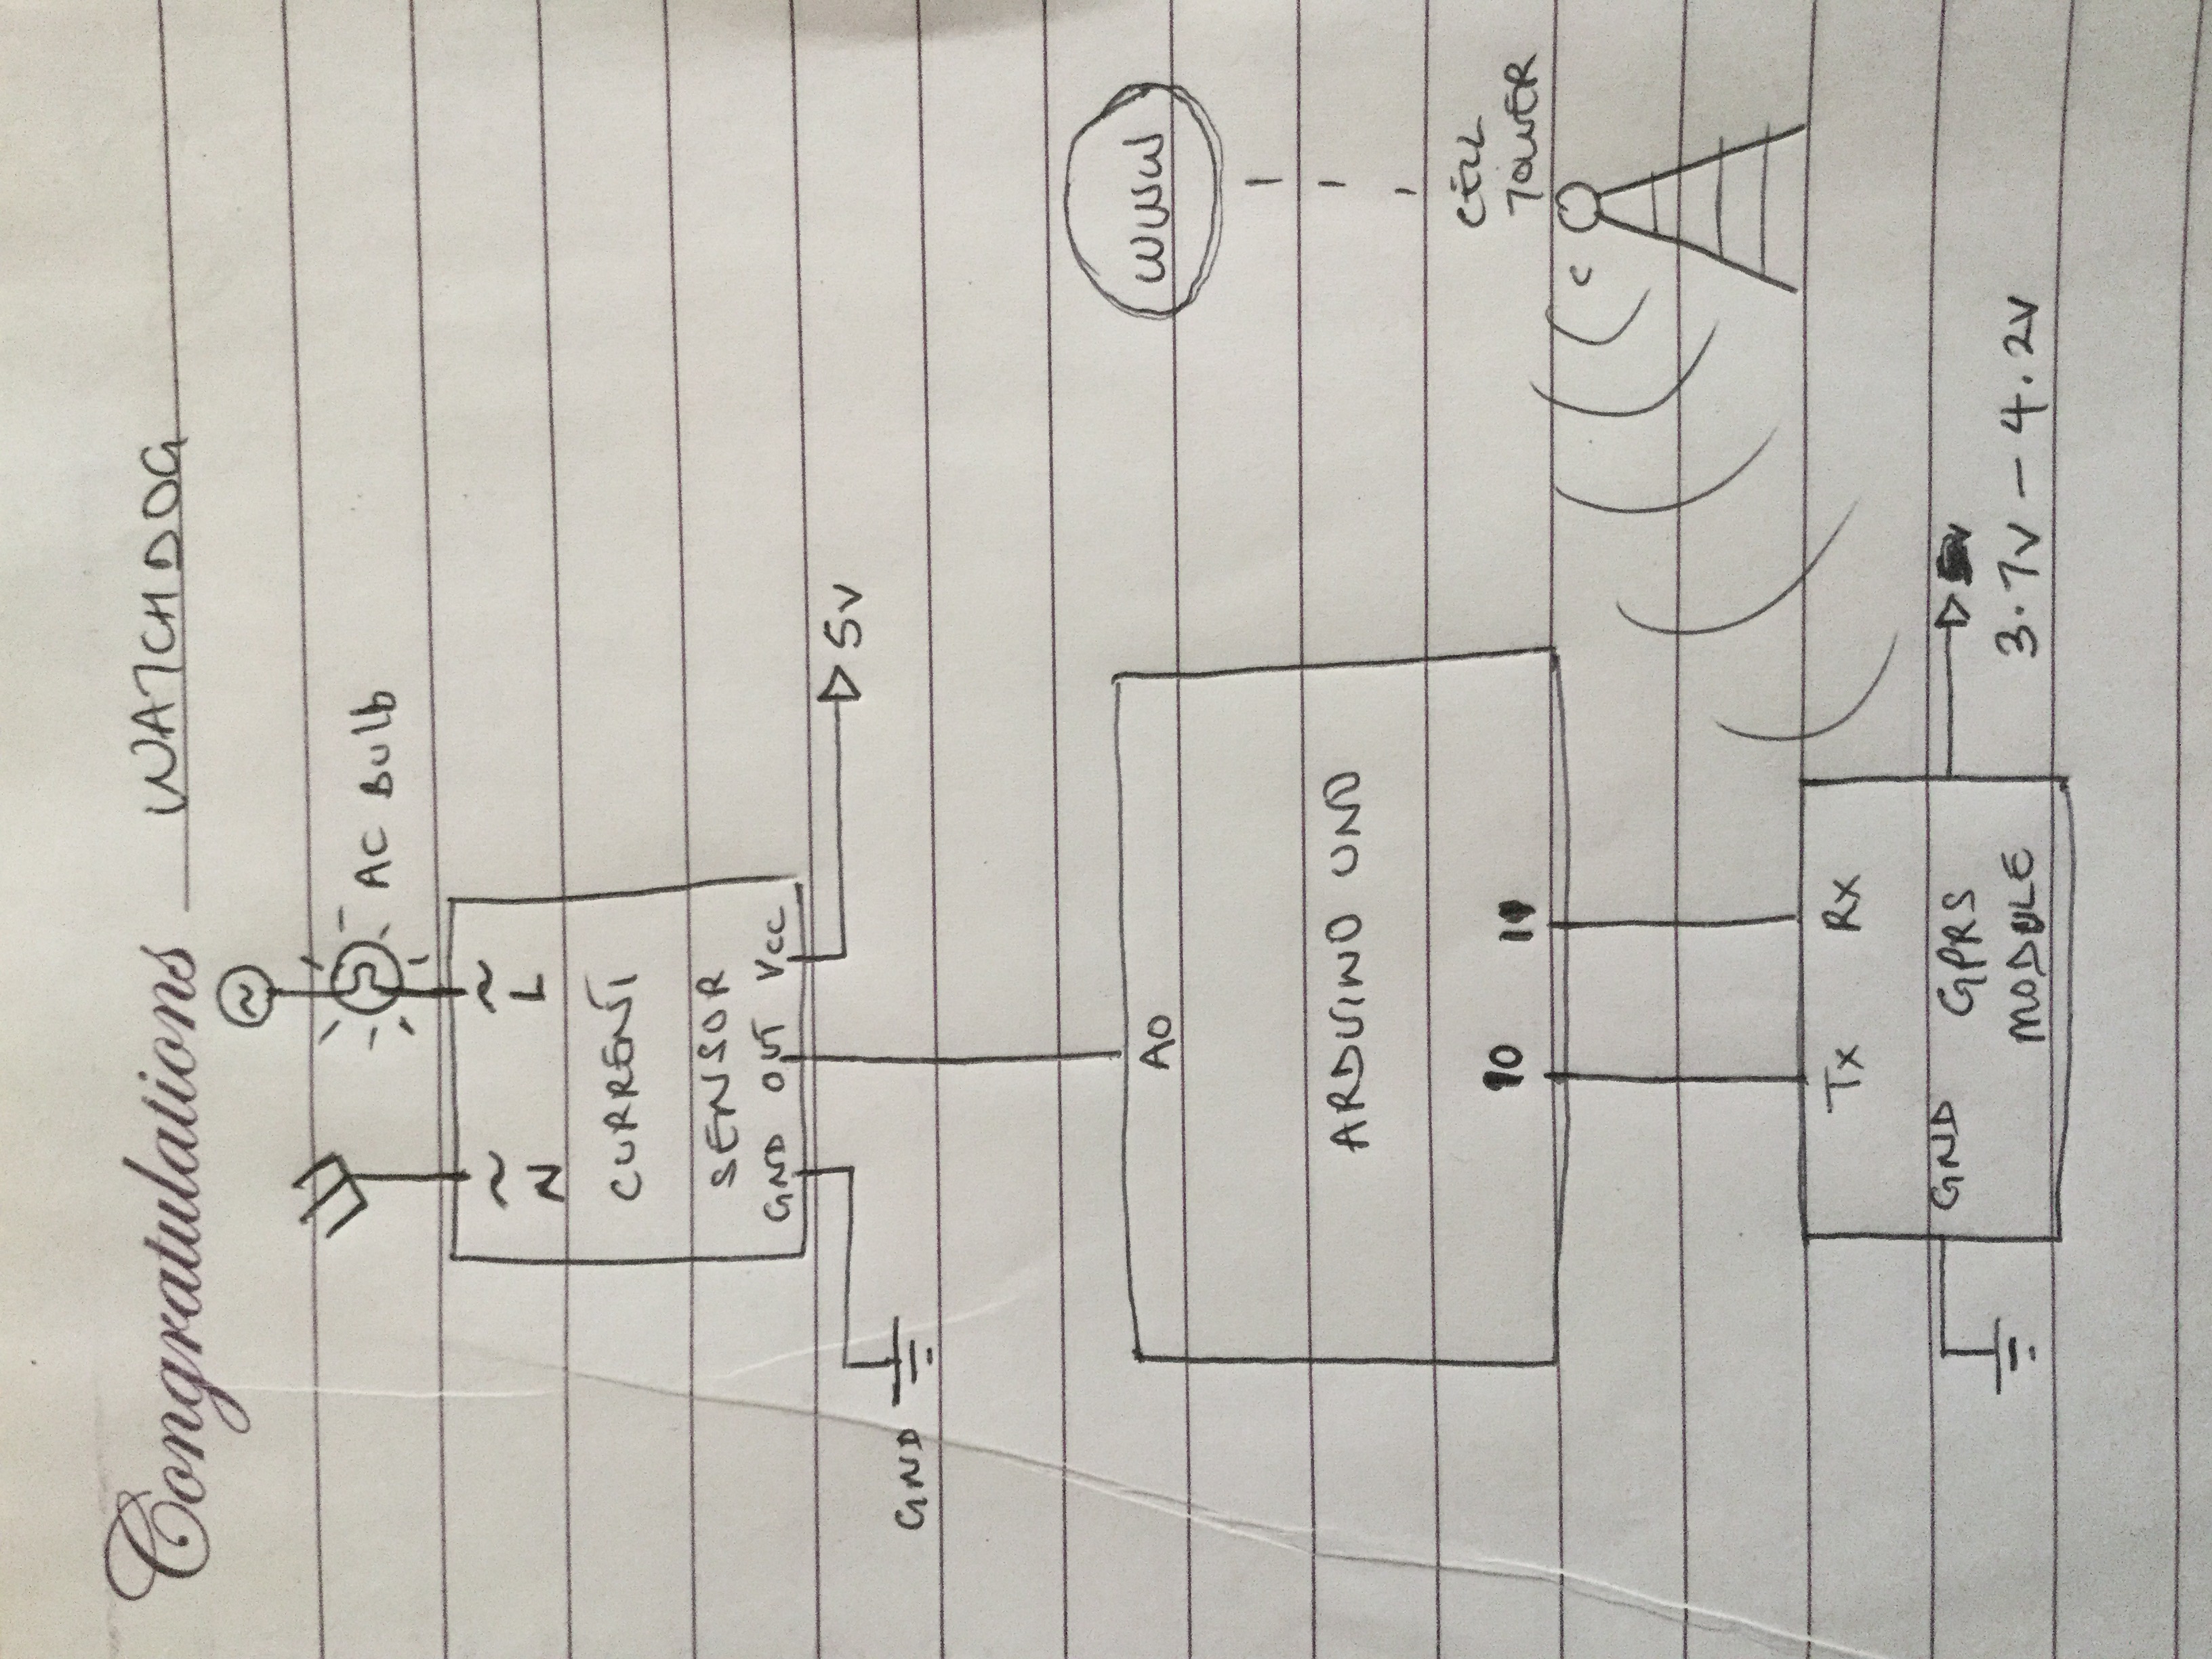 Congratulations WATCHDOG
~
AC Bulb
~ ~
N L
CURRENT
SENSOR
GND OUT VCC
5V
GND
WWW
A0
ARDUINO UNO
CELL
TOWER
10 11
Tx Rx
GND GPRS
MODULE
3.7V - 4.2V